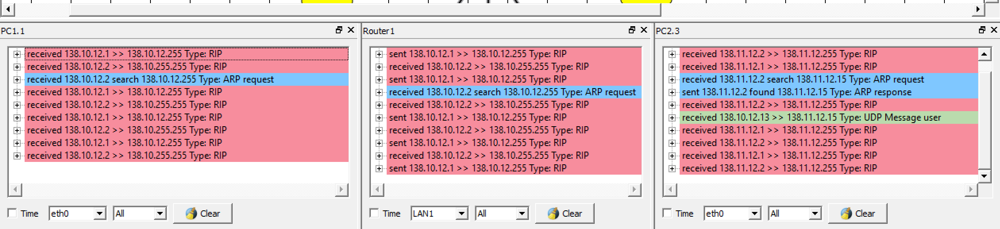 PC1.1
received 138.10.12.1 >> 138.10.12.255 Type: RIP
received 138.10.12.2 >> 138.10.255.255 Type: RIP
received 138.10.12.2 search 138.10.12.255 Type: ARP request
received 138.10.12.1 >> 138.10.12.255 Type: RIP
received 138.10.12.2 >> 138.10.255.255 Type: RIP
received 138.10.12.1 >> 138.10.12.255 Type: RIP
received 138.10.12.2 >> 138.10.255.255 Type: RIP
received 138.10.12.1 >> 138.10.12.255 Type: RIP
received 138.10.12.2 >> 138.10.255.255 Type: RIP
Time eth0 All Clear
Router1
sent 138.10.12.1 >> 138.10.12.255 Type: RIP
received 138.10.12.2 >> 138.10.255.255 Type: RIP
sent 138.10.12.1 >> 138.10.12.255 Type: RIP
received 138.10.12.2 search 138.10.12.255 Type: ARP request
received 138.10.12.2 >> 138.10.255.255 Type: RIP
sent 138.10.12.1 >> 138.10.12.255 Type: RIP
received 138.10.12.2 >> 138.10.255.255 Type: RIP
sent 138.10.12.1 >> 138.10.12.255 Type: RIP
received 138.10.12.2 >> 138.10.255.255 Type: RIP
sent 138.10.12.1 >> 138.10.12.255 Type: RIP
Time LAN1 All Clear
PC2.3
received 138.11.12.2 >> 138.11.12.255 Type: RIP
received 138.11.12.1 >> 138.11.12.255 Type: RIP
received 138.11.12.2 search 138.11.12.15 Type: ARP request
sent 138.11.12.2 found 138.11.12.15 Type: ARP response
received 138.11.12.2 >> 138.11.12.255 Type: RIP
received 138.10.12.13 >> 138.11.12.15 Type: UDP Message user
received 138.11.12.1 >> 138.11.12.255 Type: RIP
received 138.11.12.2 >> 138.11.12.255 Type: RIP
received 138.11.12.1 >> 138.11.12.255 Type: RIP
received 138.11.12.2 >> 138.11.12.255 Type: RIP
Time eth0 All Clear